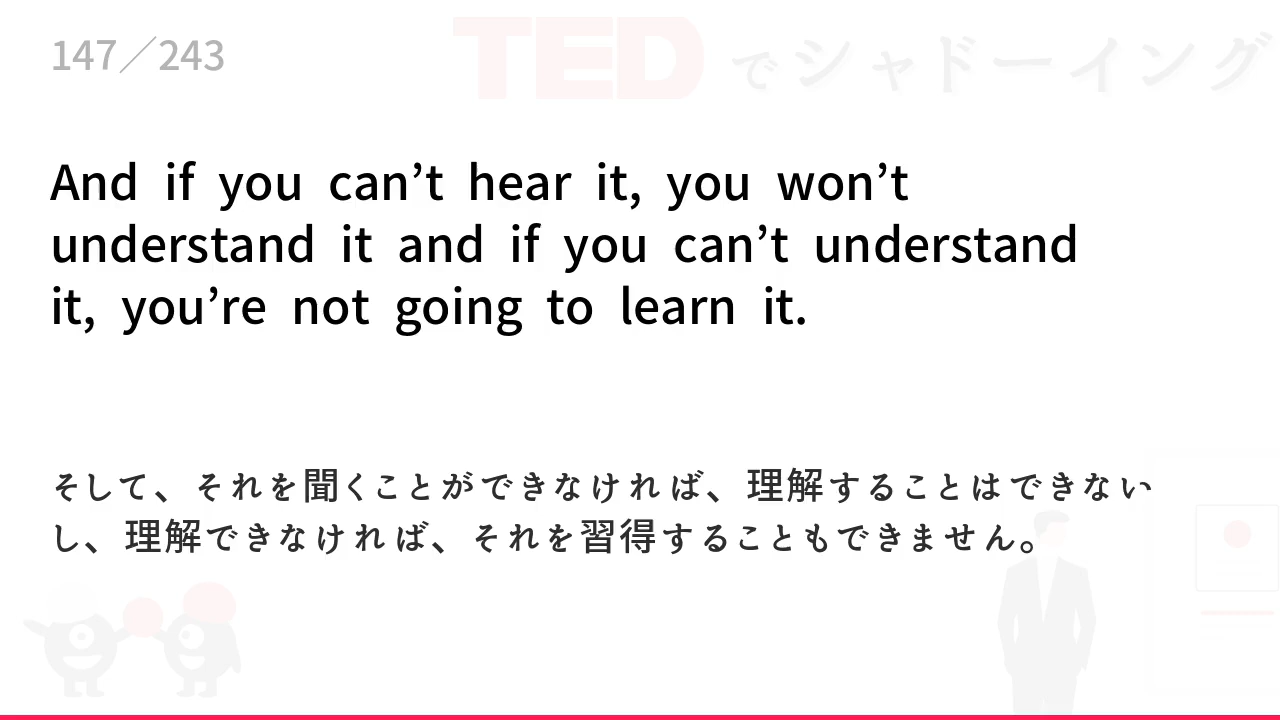 147／243
TEDでシャドーイング
And if you can’t hear it, you won’t
understand it and if you can’t understand
it, you’re not going to learn it.
そして、それを聞くことができなければ、理解することはできない
し、理解できなければ、それを習得することもできません。